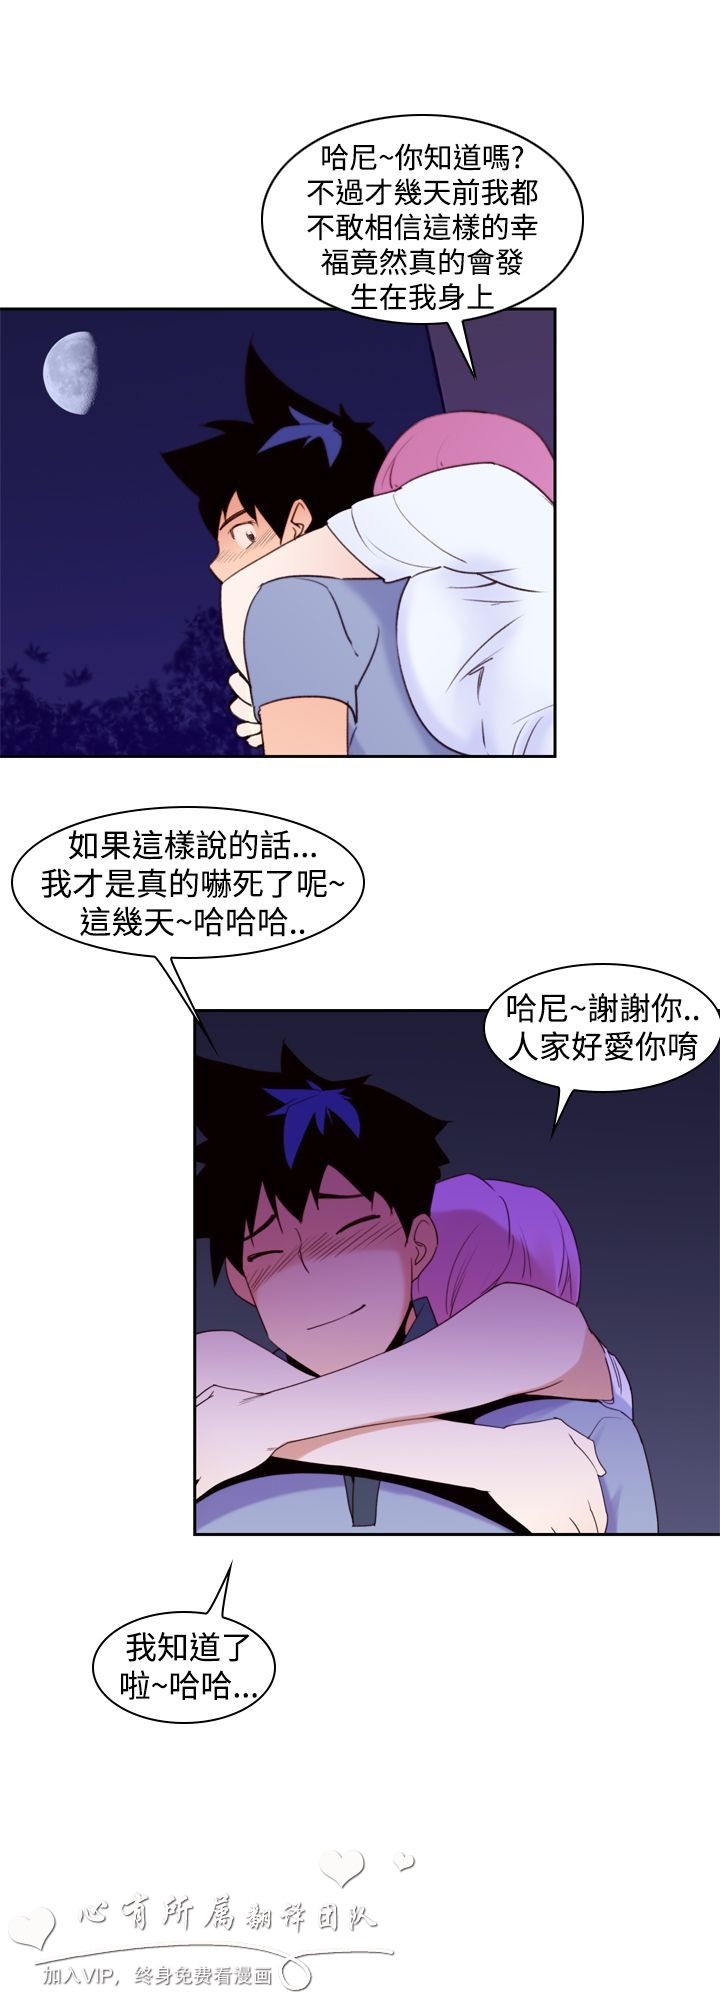 哈尼~你知道嗎?
不過才幾天前我都
不敢相信這樣的幸
福竟然真的會發
生在我身上
如果這樣說的話...
我才是真的嚇死了呢~
這幾天~哈哈哈..
哈尼~謝謝你..
人家好愛你唷
我知道了
啦~哈哈...
心有所属翻译团队
加入VIP，终身免费看漫画